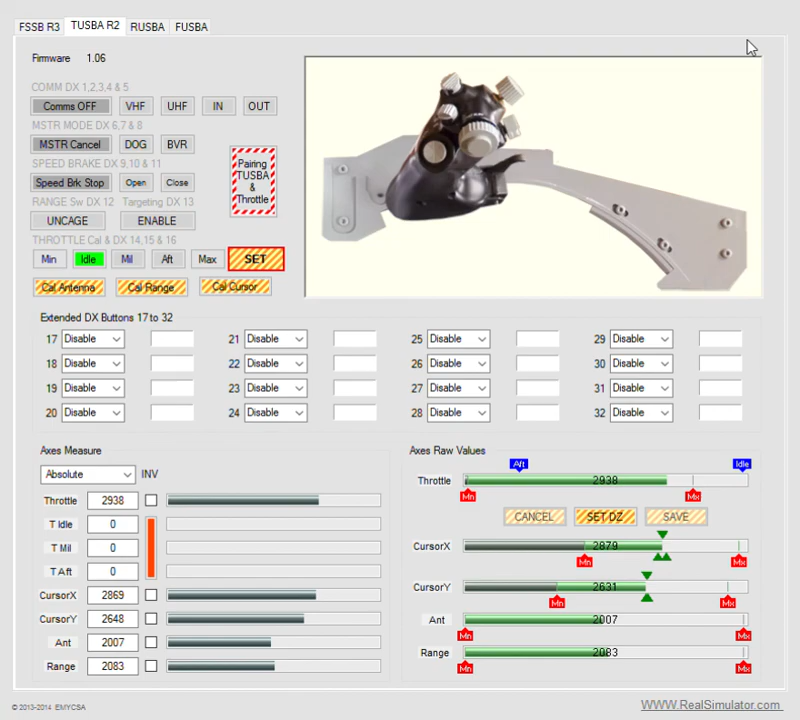 FSSB R3 TUSBA R2 RUSBA FUSBA
Firmware 1.06
COMM DX 1,2,3,4 & 5
Comms OFF VHF UHF IN OUT
MSTR MODE DX 6,7 & 8
MSTR Cancel DOG BVR
SPEED BRAKE DX 9,10 & 11
Speed Brk Stop Open Close
RANGE Sw DX 12 Targeting DX 13
UNCAGE ENABLE
Pairing
TUSBA
&
Throttle
THROTTLE Cal & DX 14,15 & 16
Min Idle Mil Aft Max SET
Cal Antenna Cal Range Cal Cursor
Extended DX Buttons 17 to 32
17 Disable 21 Disable 25 Disable 29 Disable
18 Disable 22 Disable 26 Disable 30 Disable
19 Disable 23 Disable 27 Disable 31 Disable
20 Disable 24 Disable 28 Disable 32 Disable
Axes Measure
Absolute INV
Throttle 2938
T Idle 0
T Mil 0
T Aft 0
CursorX 2869
CursorY 2648
Ant 2007
Range 2083
Axes Raw Values
Aft Idle
Throttle 2938
Mn Mx
CANCEL SET DZ SAVE
CursorX 2879
Mn Mx
CursorY 2631
Mn Mx
Ant 2007
Mn Mx
Range 2083
Mn Mx
© 2013-2014 EMYCSA
WWW.RealSimulator.com